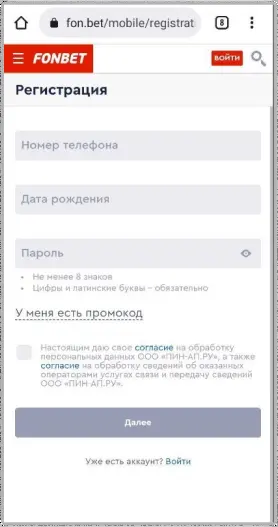 fon.bet/mobile/registrat
8
FONBET
ВОЙТИ
Регистрация
Номер телефона
Дата рождения
Пароль
Не менее 8 знаков
Цифры и латинские буквы – обязательно
У меня есть промокод
Настоящим даю свое согласие на обработку
персональных данных ООО «ПИН-АП.РУ», а также
согласие на обработку сведений об оказанных
операторами услугах связи и передачу сведений
ООО «ПИН-АП.РУ».
Далее
Уже есть аккаунт? Войти